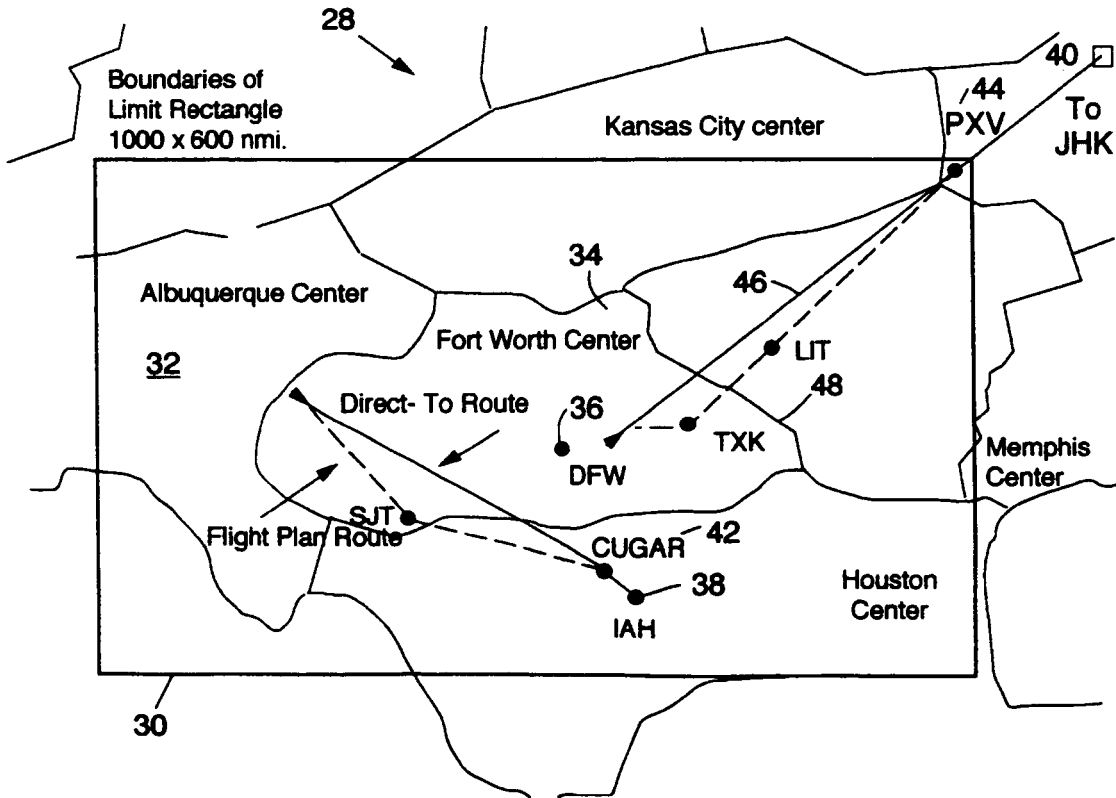 28
Boundaries of
Limit Rectangle
1000 x 600 nmi.
Kansas City center
40
44
PXV
To
JHK
34
Albuquerque Center
46
Fort Worth Center
32
LIT
Direct- To Route
36
48
TXK
DFW
Memphis
Center
SJT
Flight Plan Route
CUGAR
42
38
Houston
Center
IAH
30